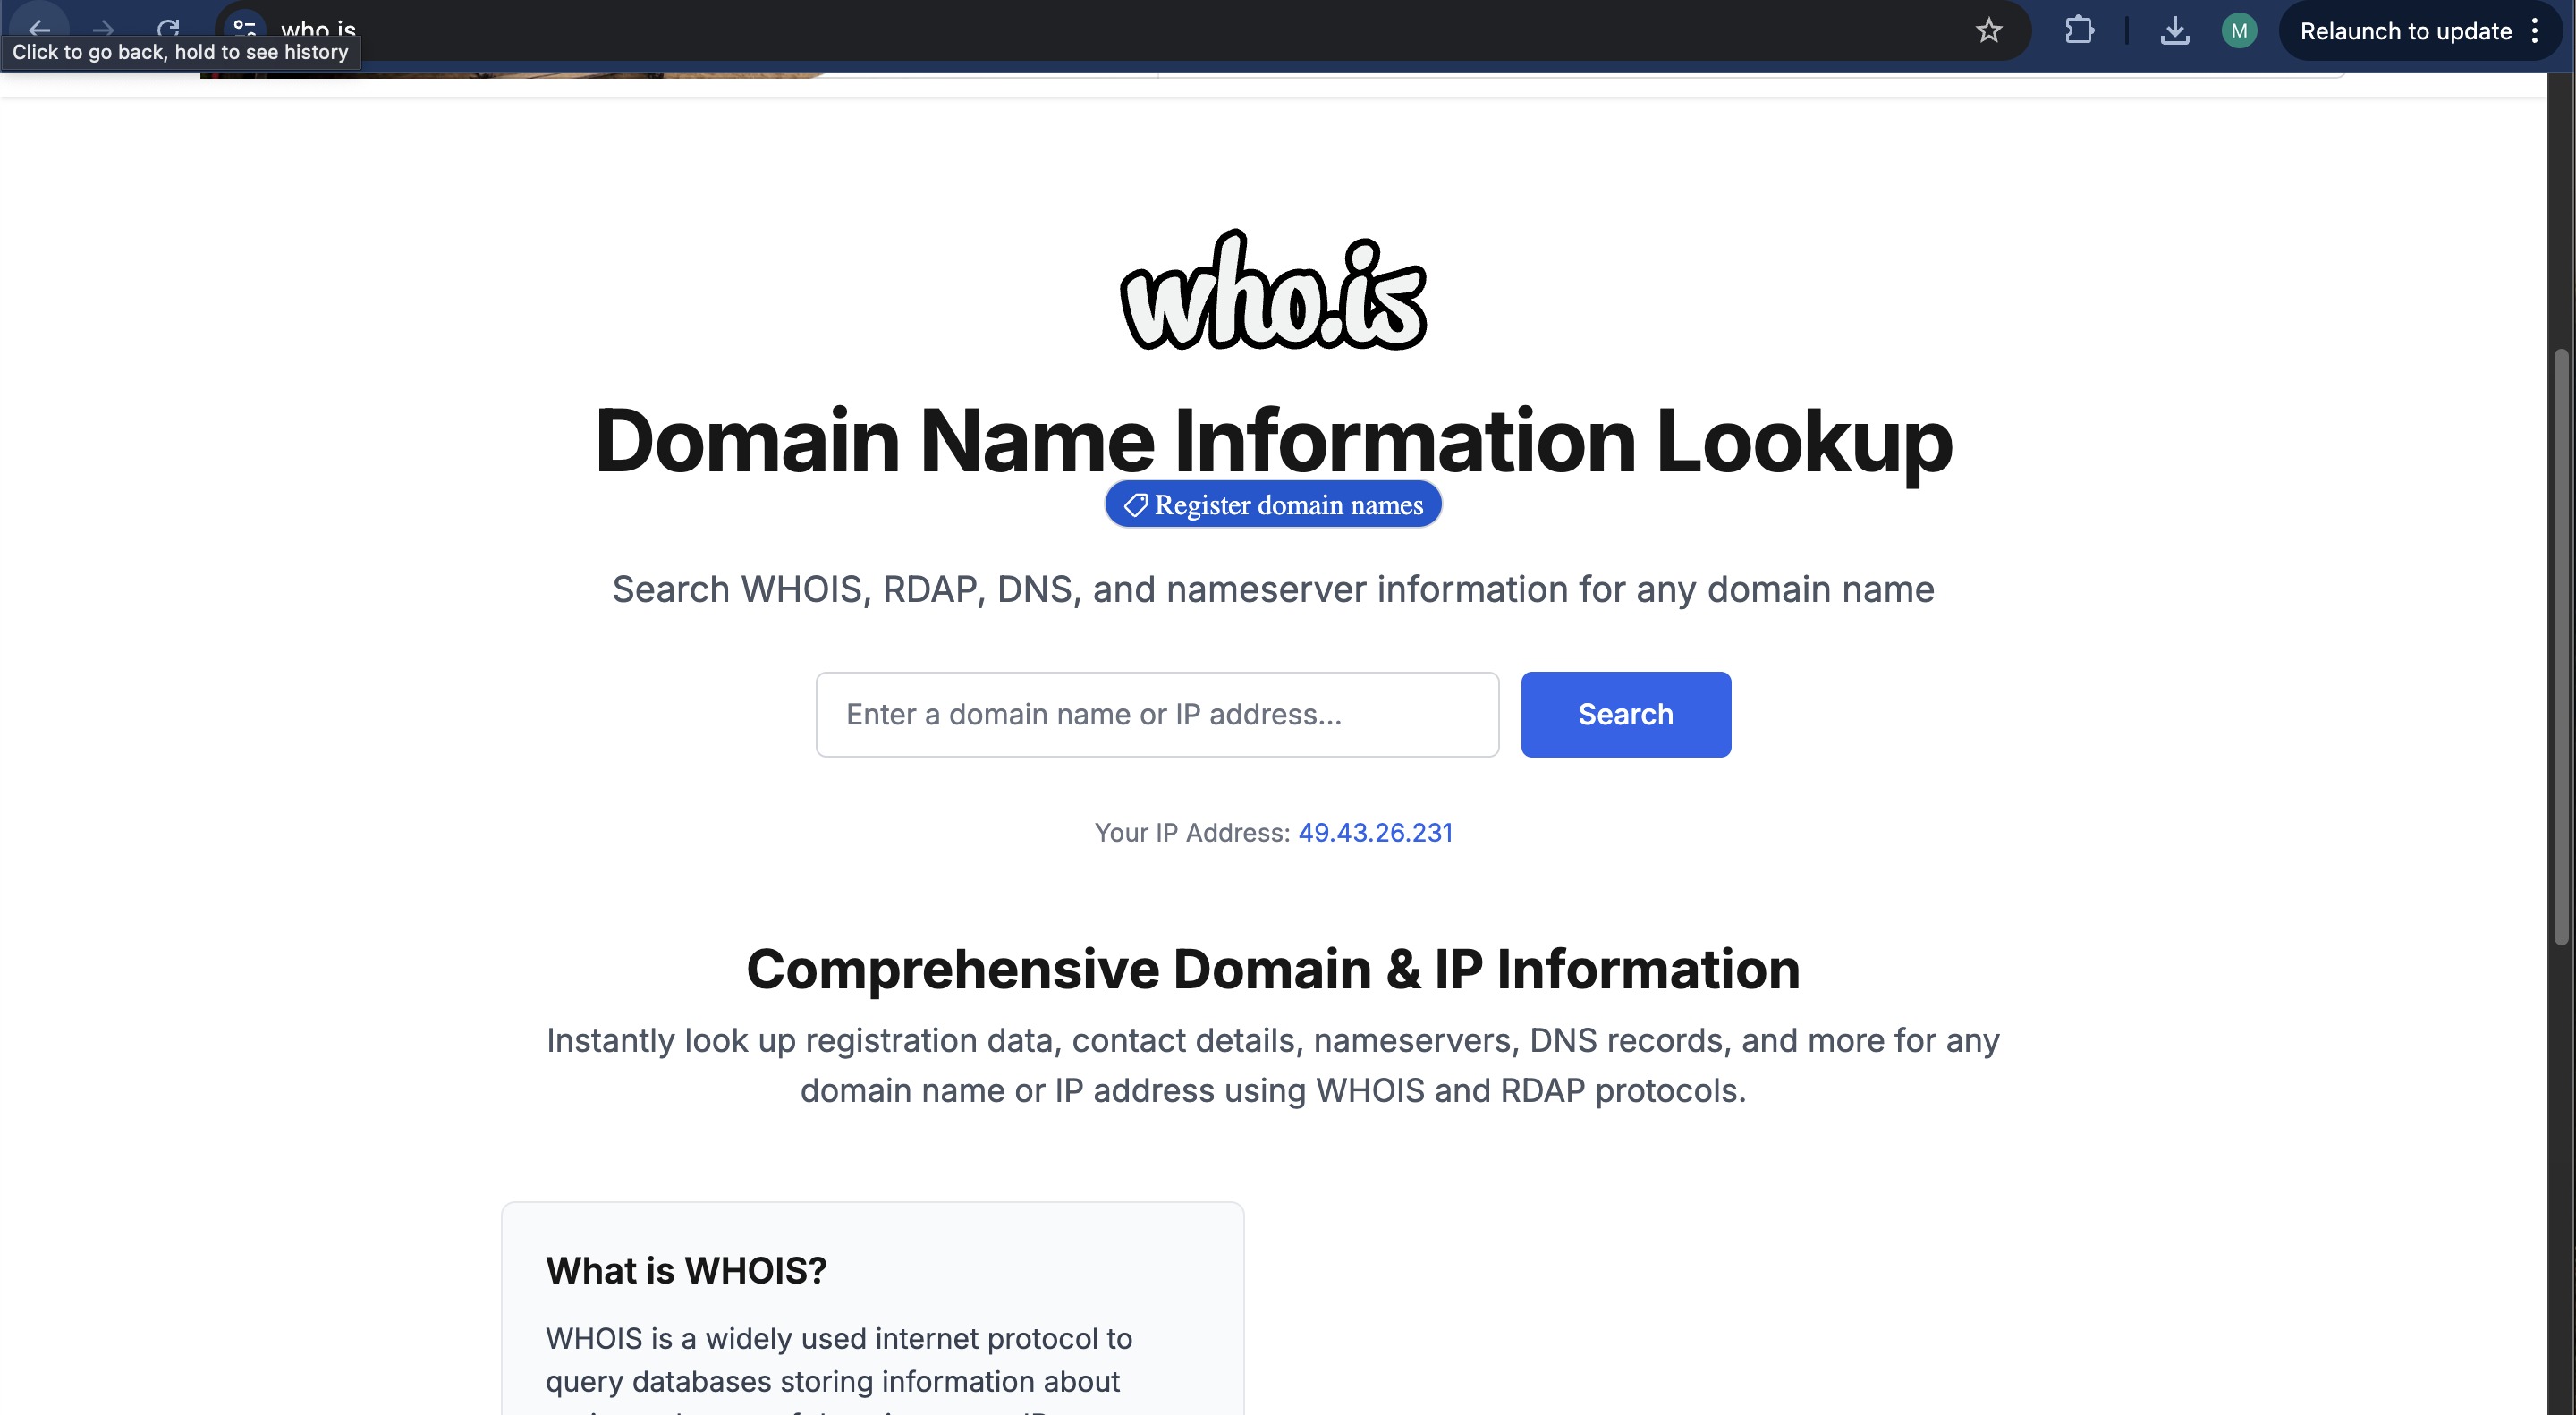 who.is
Relaunch to update
Click to go back, hold to see history
M
who.is
Domain Name Information Lookup
Register domain names
Search WHOIS, RDAP, DNS, and nameserver information for any domain name
Enter a domain name or IP address...
Search
Your IP Address: 49.43.26.231
Comprehensive Domain & IP Information
Instantly look up registration data, contact details, nameservers, DNS records, and more for any
domain name or IP address using WHOIS and RDAP protocols.
What is WHOIS?
WHOIS is a widely used internet protocol to
query databases storing information about